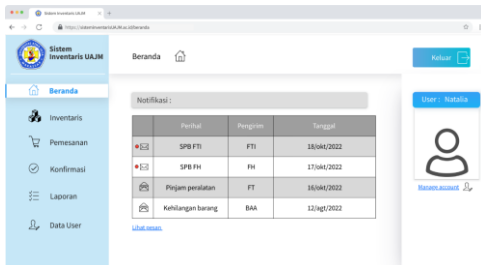 Sistem Inventaris UAJM
https://sisteminventarisUAJM.ac.id/beranda
Sistem
Inventaris UAJM
Beranda
Keluar
Beranda
Inventaris
Pemesanan
Konfirmasi
Laporan
Data User
Notifikasi :
Perihal Pengirim Tanggal
SPB FTI FTI 18/okt/2022
SPB FH FH 17/okt/2022
Pinjam peralatan FT 16/okt/2022
Kehilangan barang BAA 12/agt/2022
Lihat pesan
User : Natalia
Manage account